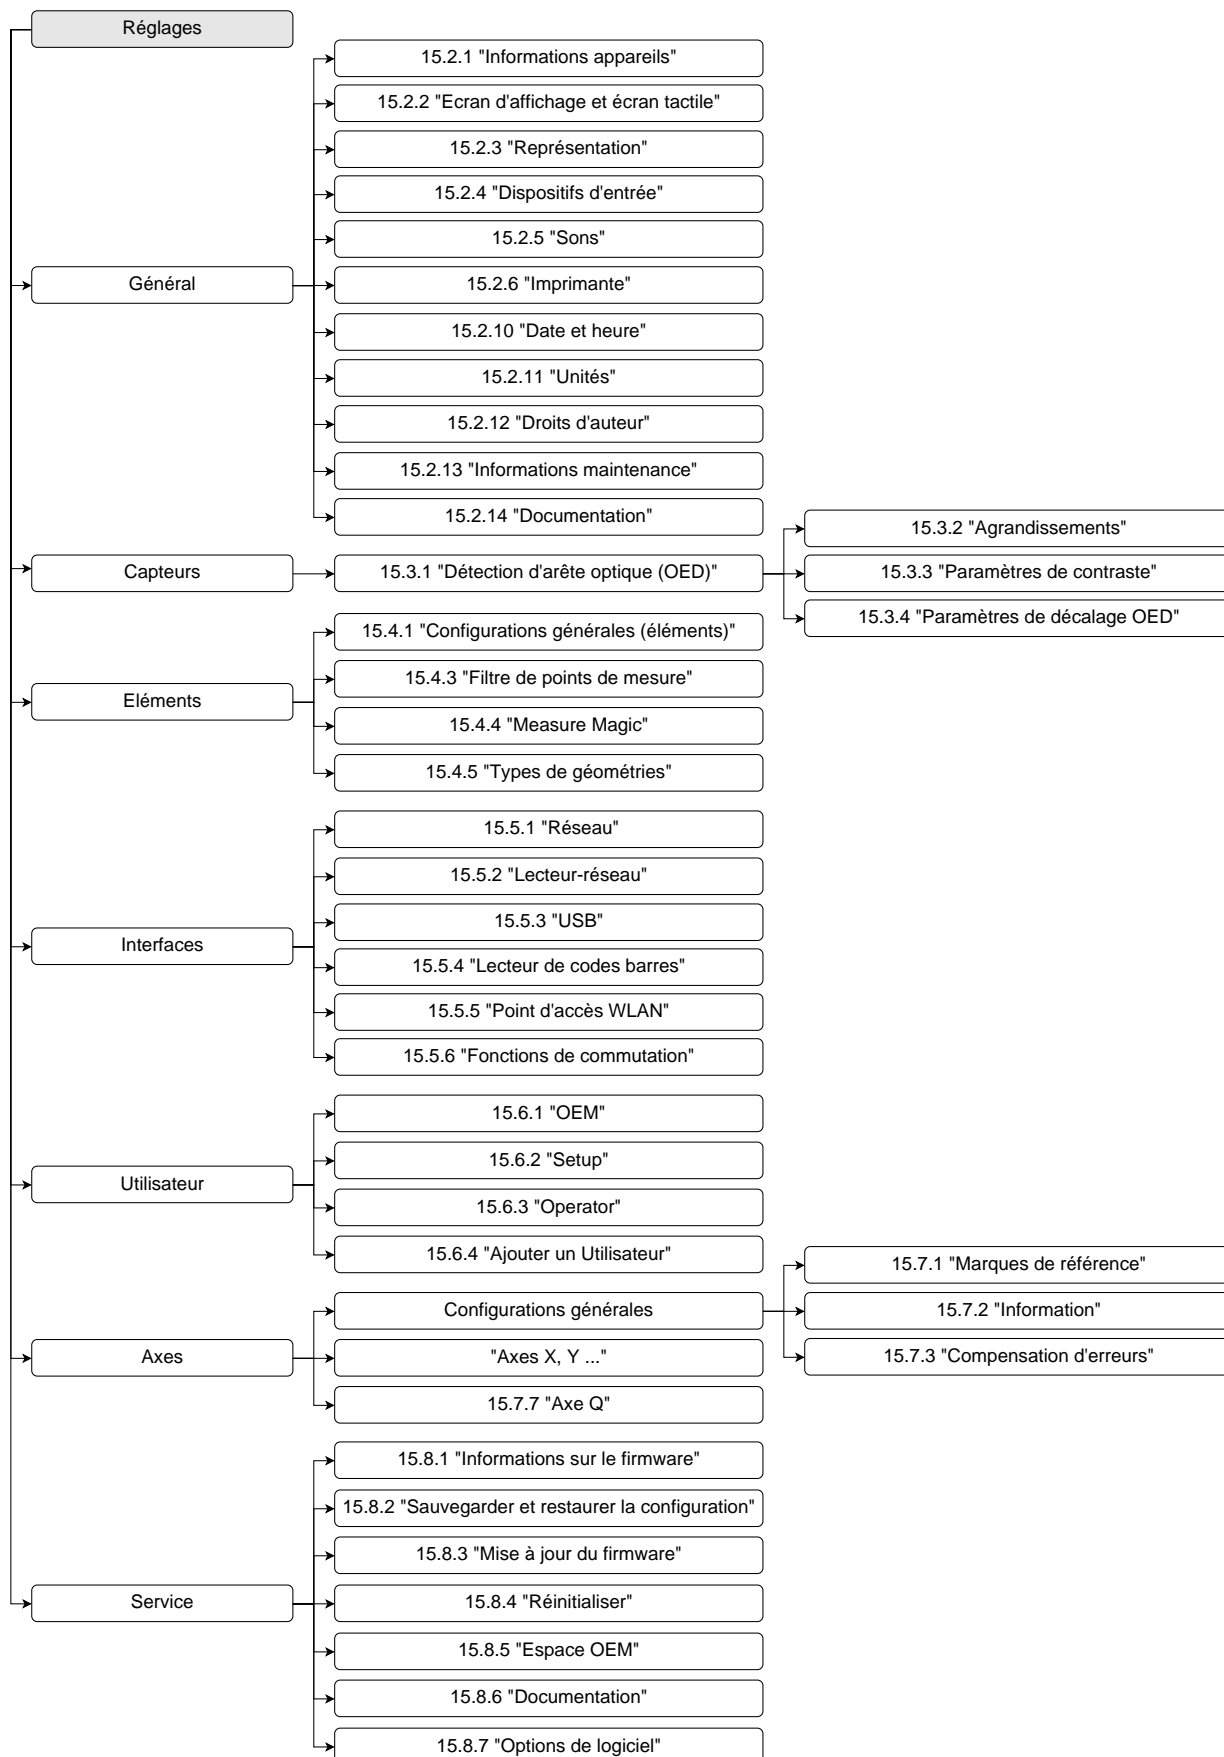 Réglages
Général
15.2.1 "Informations appareils"
15.2.2 "Ecran d'affichage et écran tactile"
15.2.3 "Représentation"
15.2.4 "Dispositifs d'entrée"
15.2.5 "Sons"
15.2.6 "Imprimante"
15.2.10 "Date et heure"
15.2.11 "Unités"
15.2.12 "Droits d'auteur"
15.2.13 "Informations maintenance"
15.2.14 "Documentation"
Capteurs
15.3.1 "Détection d'arête optique (OED)"
15.3.2 "Agrandissements"
15.3.3 "Paramètres de contraste"
15.3.4 "Paramètres de décalage OED"
Eléments
15.4.1 "Configurations générales (éléments)"
15.4.3 "Filtre de points de mesure"
15.4.4 "Measure Magic"
15.4.5 "Types de géométries"
Interfaces
15.5.1 "Réseau"
15.5.2 "Lecteur-réseau"
15.5.3 "USB"
15.5.4 "Lecteur de codes barres"
15.5.5 "Point d'accès WLAN"
15.5.6 "Fonctions de commutation"
Utilisateur
15.6.1 "OEM"
15.6.2 "Setup"
15.6.3 "Operator"
15.6.4 "Ajouter un Utilisateur"
Axes
Configurations générales
15.7.1 "Marques de référence"
15.7.2 "Information"
15.7.3 "Compensation d'erreurs"
"Axes X, Y ..."
15.7.7 "Axe Q"
Service
15.8.1 "Informations sur le firmware"
15.8.2 "Sauvegarder et restaurer la configuration"
15.8.3 "Mise à jour du firmware"
15.8.4 "Réinitialiser"
15.8.5 "Espace OEM"
15.8.6 "Documentation"
15.8.7 "Options de logiciel"